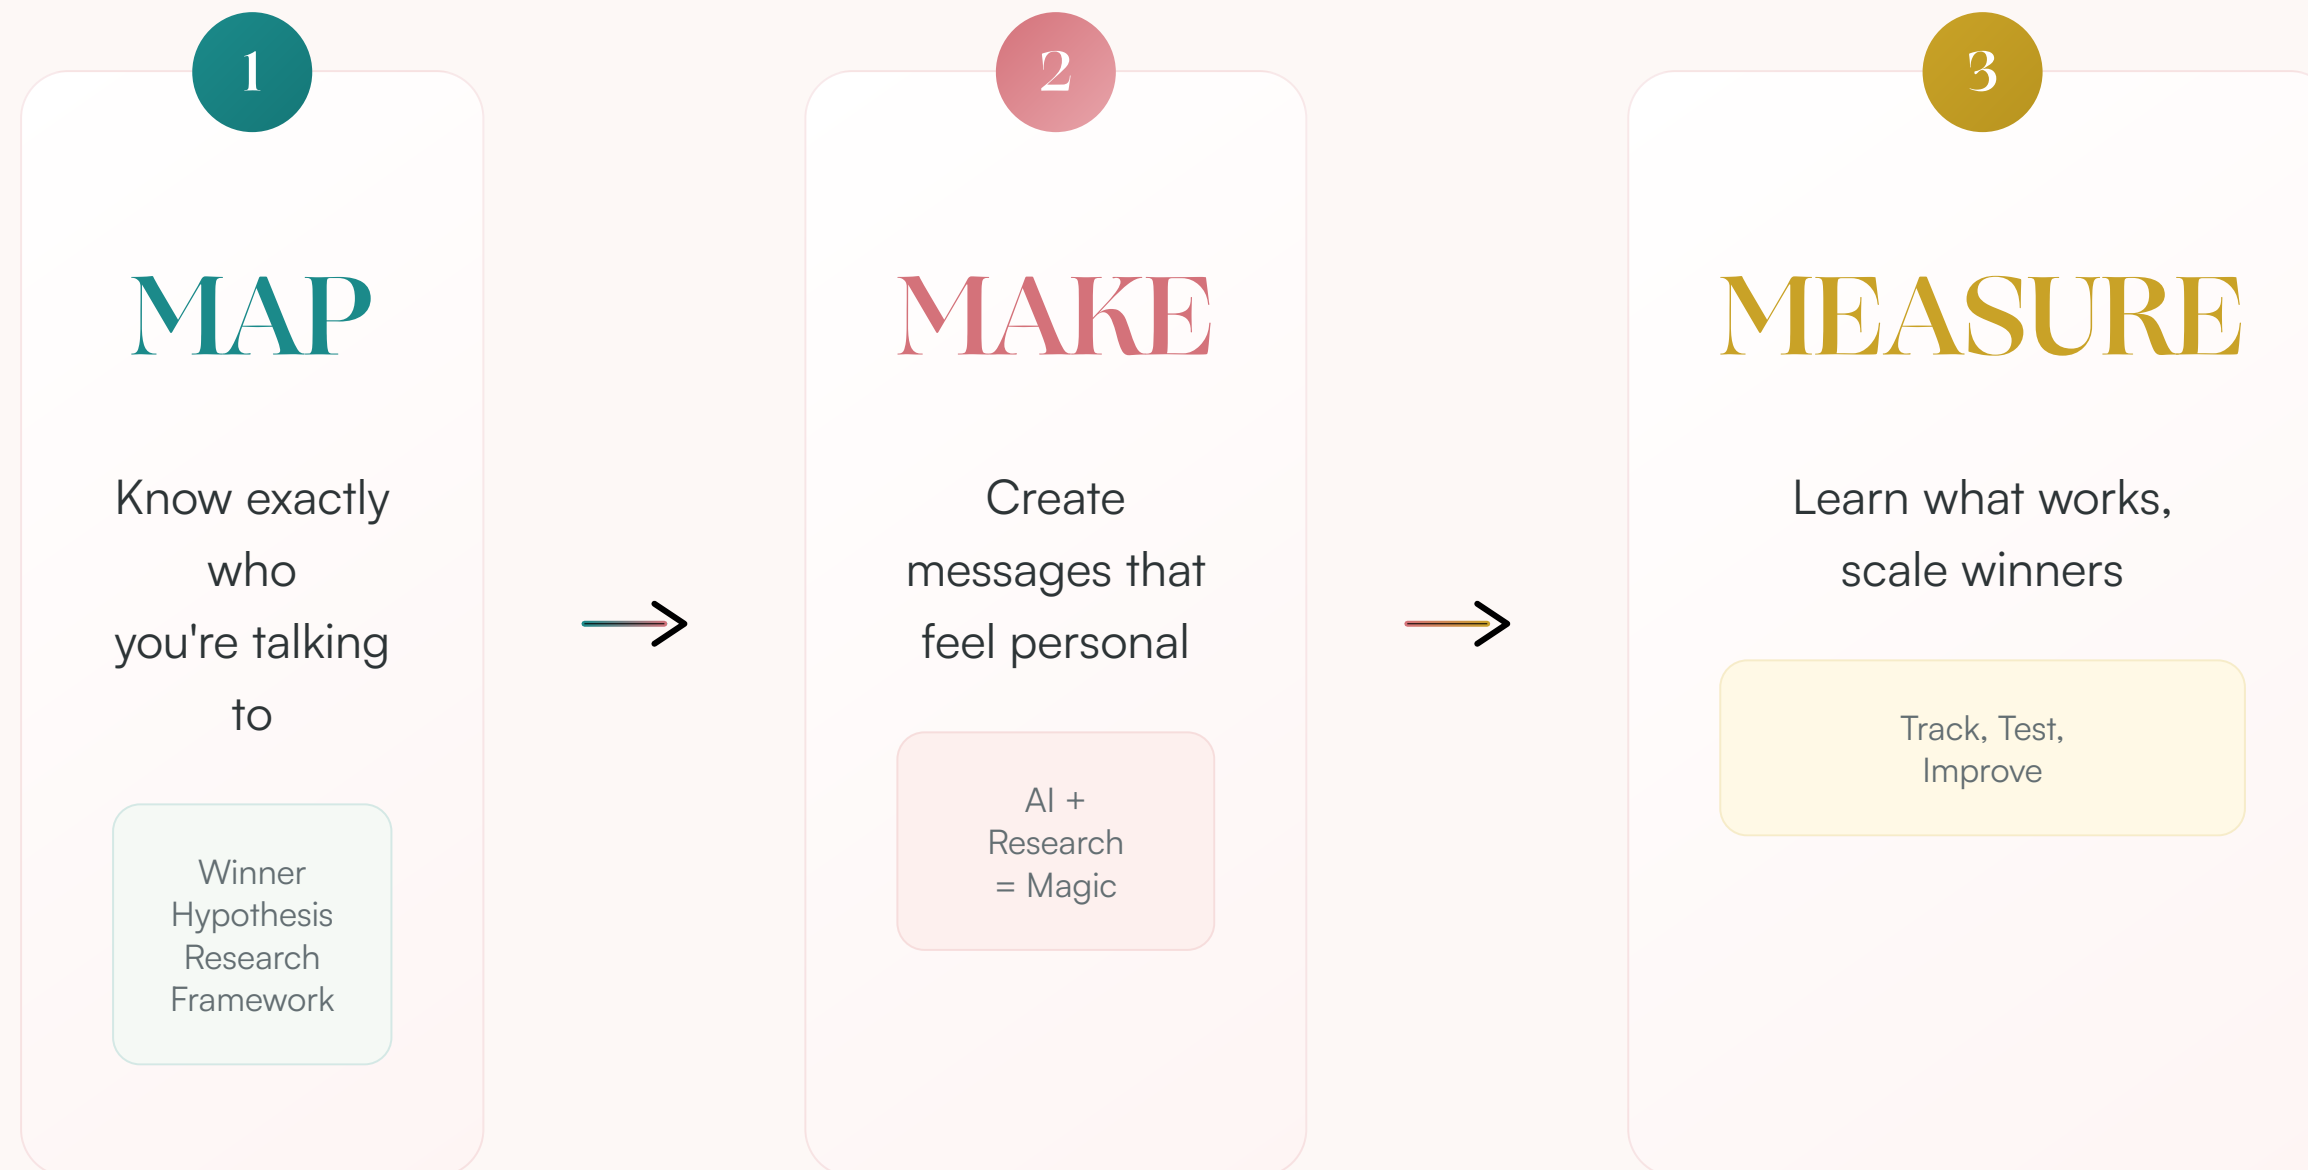 1
MAP
Know exactly
who
you're talking
to
Winner
Hypothesis
Research
Framework
2
MAKE
Create
messages that
feel personal
AI +
Research
= Magic
3
MEASURE
Learn what works,
scale winners
Track, Test,
Improve